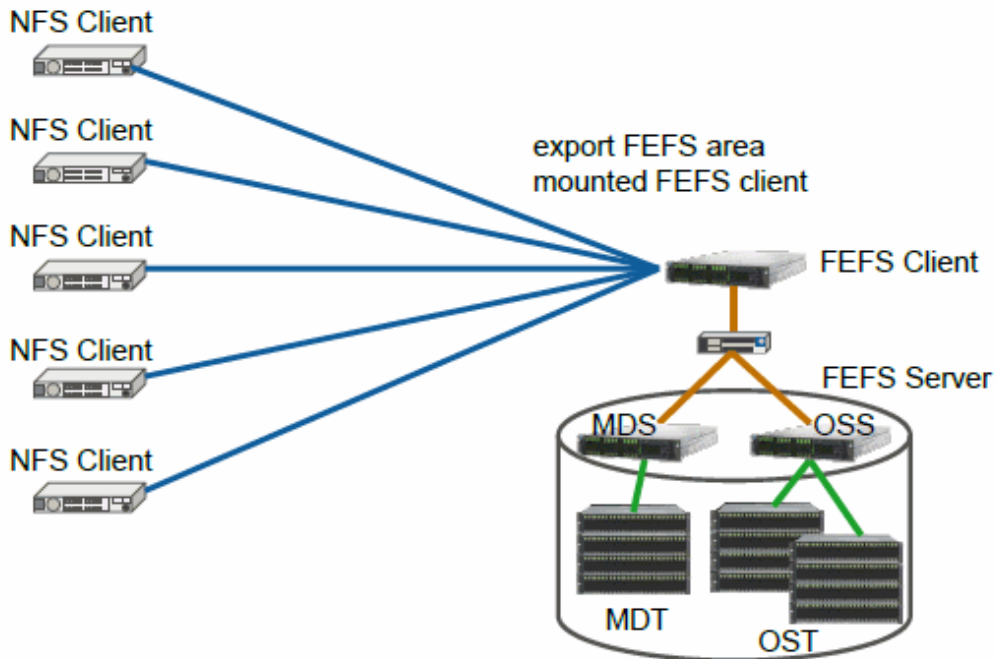 NFS Client
NFS Client
NFS Client
NFS Client
NFS Client
export FEFS area
mounted FEFS client
FEFS Client
FEFS Server
MDS
OSS
MDT
OST